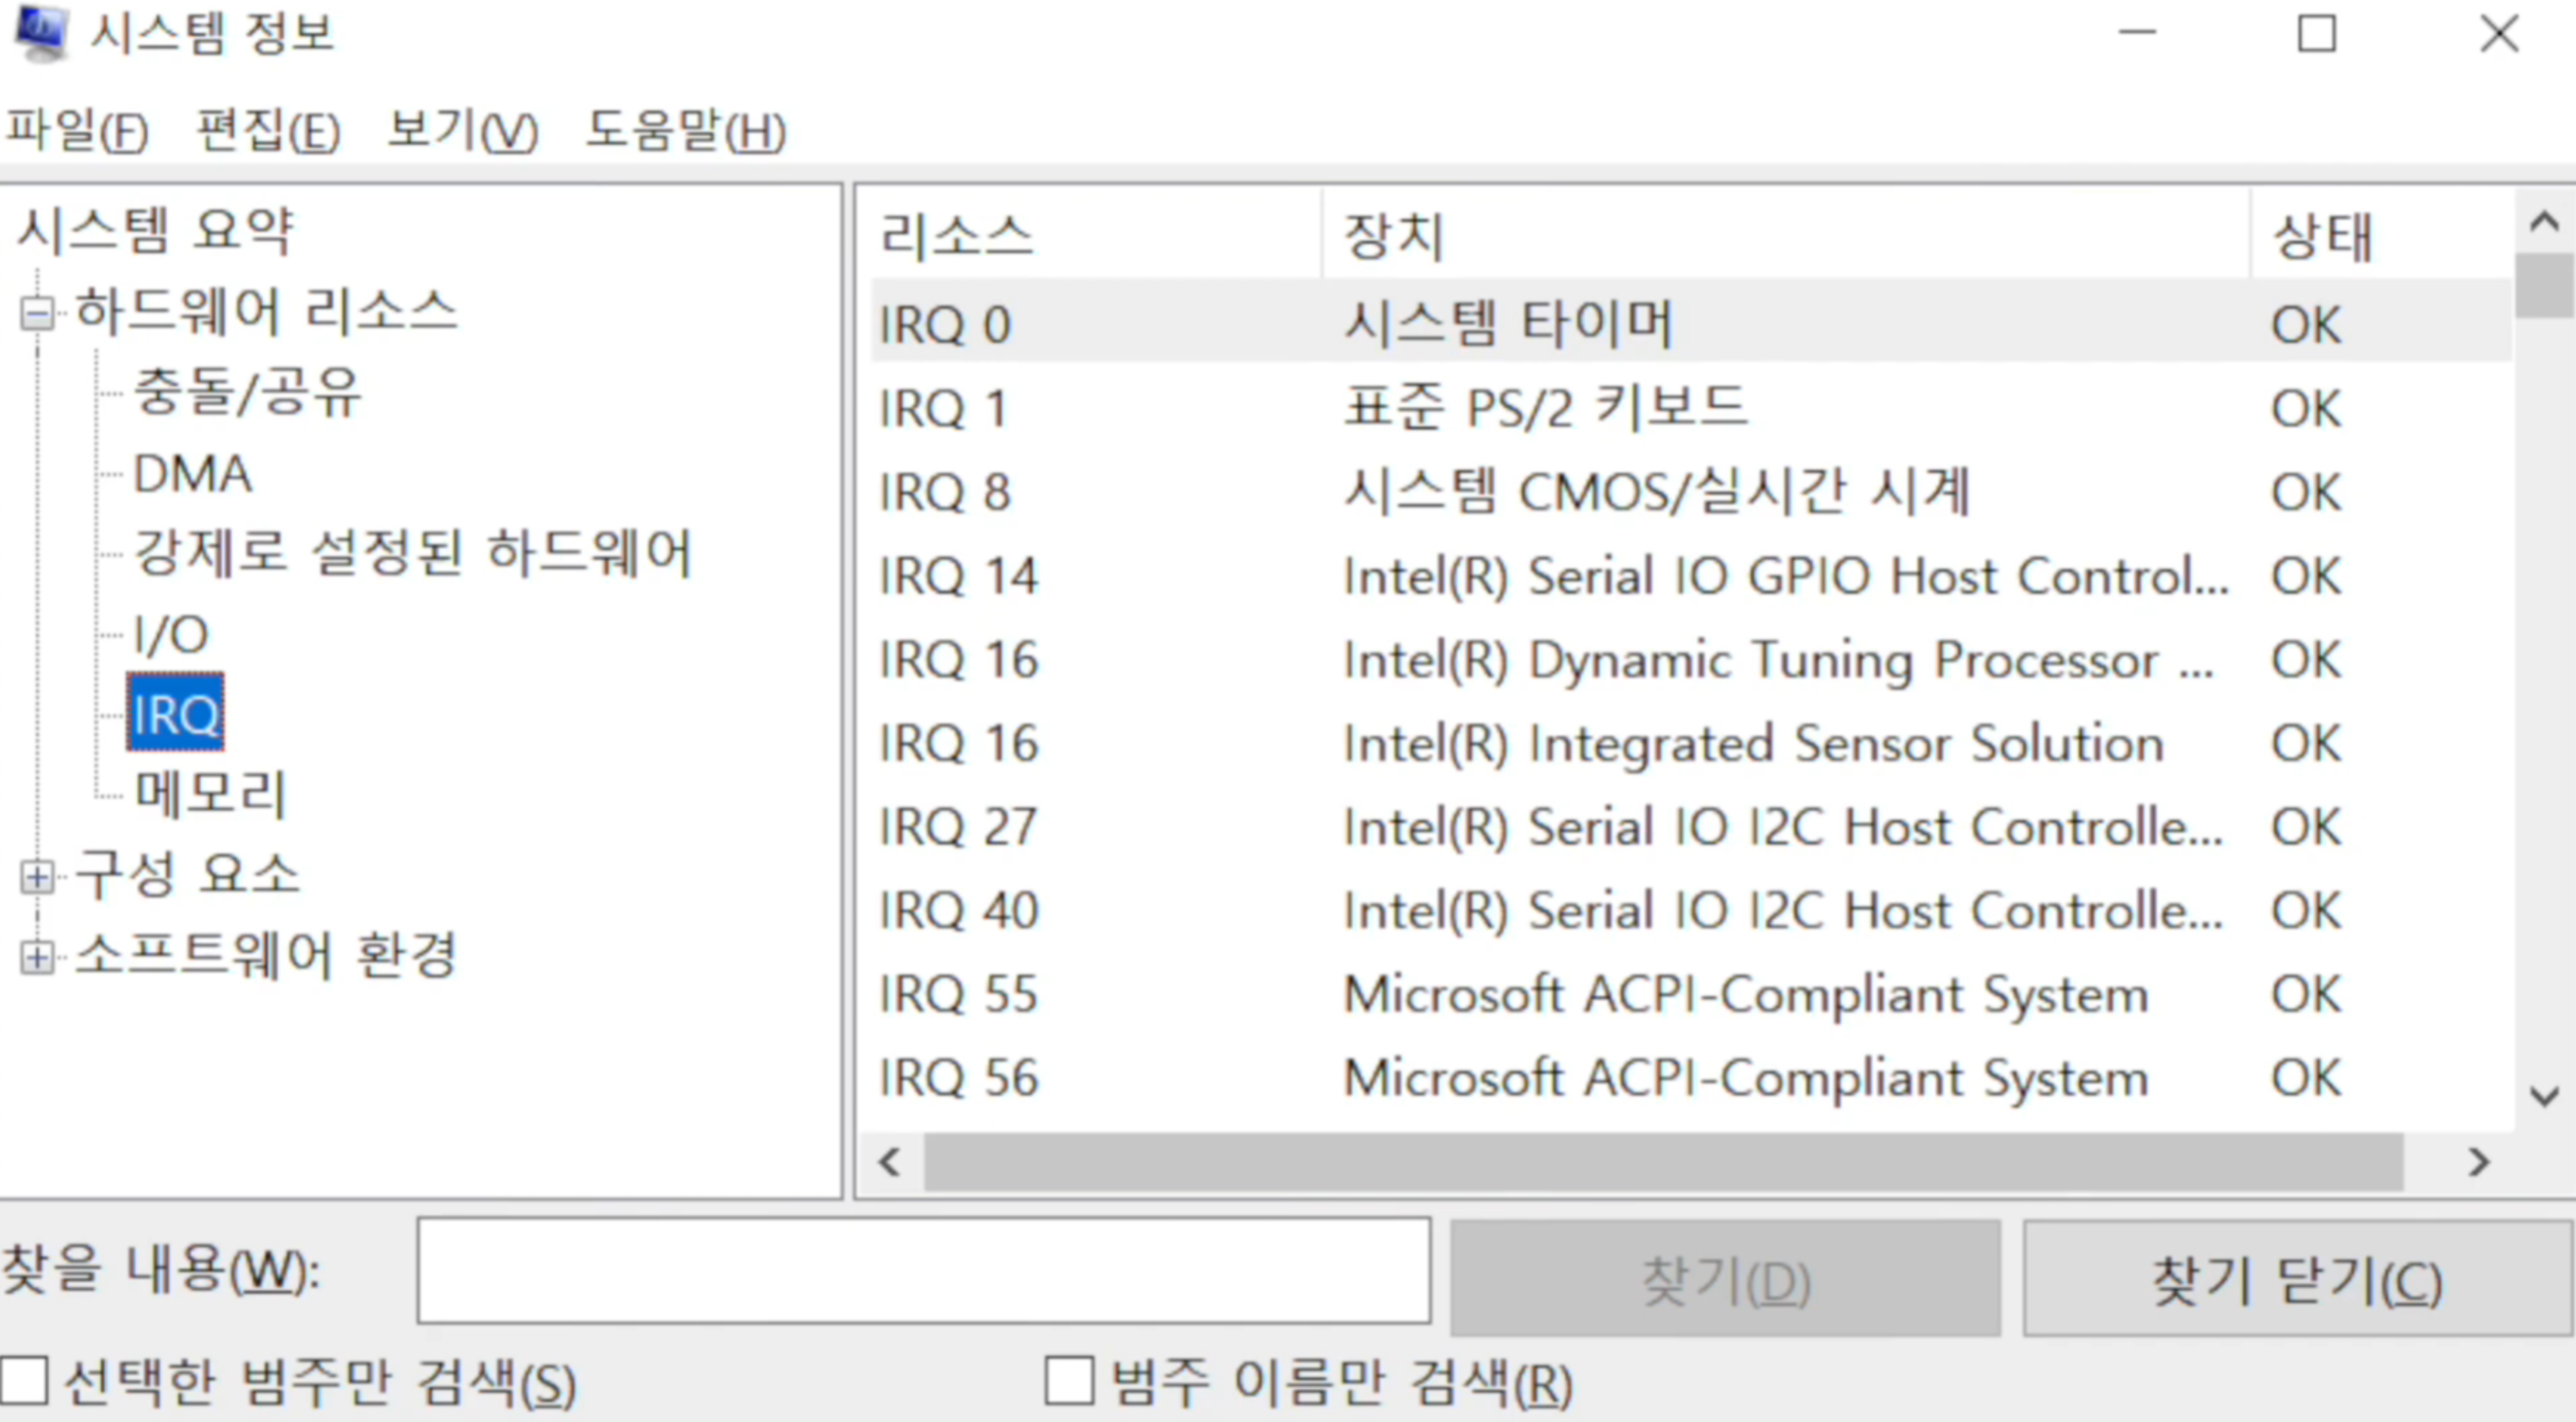 시스템 정보
파일(F) 편집(E) 보기(V) 도움말(H)
시스템 요약
하드웨어 리소스
충돌/공유
DMA
강제로 설정된 하드웨어
I/O
IRQ
메모리
구성 요소
소프트웨어 환경
리소스 장치 상태
IRQ 0 시스템 타이머 OK
IRQ 1 표준 PS/2 키보드 OK
IRQ 8 시스템 CMOS/실시간 시계 OK
IRQ 14 Intel(R) Serial IO GPIO Host Control... OK
IRQ 16 Intel(R) Dynamic Tuning Processor ... OK
IRQ 16 Intel(R) Integrated Sensor Solution OK
IRQ 27 Intel(R) Serial IO I2C Host Controlle... OK
IRQ 40 Intel(R) Serial IO I2C Host Controlle... OK
IRQ 55 Microsoft ACPI-Compliant System OK
IRQ 56 Microsoft ACPI-Compliant System OK
찾을 내용(W): 찾기(D) 찾기 닫기(C)
선택한 범주만 검색(S) 범주 이름만 검색(R)